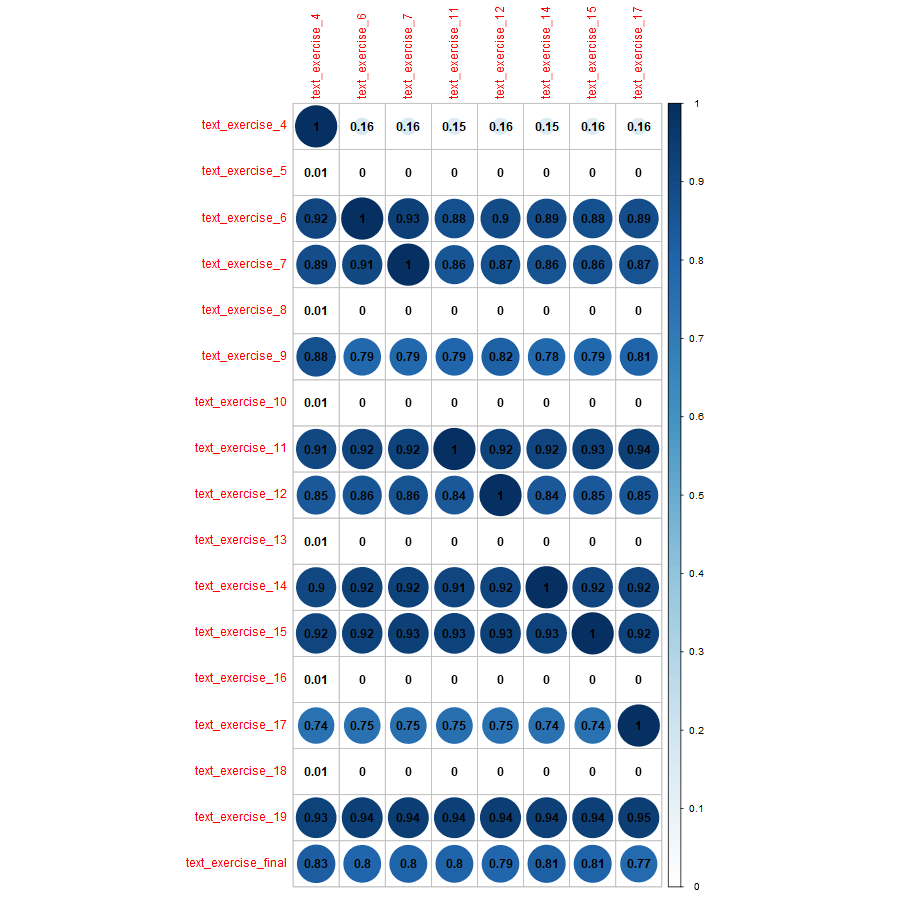 text_exercise_4 text_exercise_6 text_exercise_7 text_exercise_11 text_exercise_12 text_exercise_14 text_exercise_15 text_exercise_17
text_exercise_4 1 0.16 0.16 0.15 0.16 0.15 0.16 0.16
text_exercise_5 0.01 0 0 0 0 0 0 0
text_exercise_6 0.92 1 0.93 0.88 0.9 0.89 0.88 0.89
text_exercise_7 0.89 0.91 1 0.86 0.87 0.86 0.86 0.87
text_exercise_8 0.01 0 0 0 0 0 0 0
text_exercise_9 0.88 0.79 0.79 0.79 0.82 0.78 0.79 0.81
text_exercise_10 0.01 0 0 0 0 0 0 0
text_exercise_11 0.91 0.92 0.92 1 0.92 0.92 0.93 0.94
text_exercise_12 0.85 0.86 0.86 0.84 1 0.84 0.85 0.85
text_exercise_13 0.01 0 0 0 0 0 0 0
text_exercise_14 0.9 0.92 0.92 0.91 0.92 1 0.92 0.92
text_exercise_15 0.92 0.92 0.93 0.93 0.93 0.93 1 0.92
text_exercise_16 0.01 0 0 0 0 0 0 0
text_exercise_17 0.74 0.75 0.75 0.75 0.75 0.74 0.74 1
text_exercise_18 0.01 0 0 0 0 0 0 0
text_exercise_19 0.93 0.94 0.94 0.94 0.94 0.94 0.94 0.95
text_exercise_final 0.83 0.8 0.8 0.8 0.79 0.81 0.81 0.77
1
0.9
0.8
0.7
0.6
0.5
0.4
0.3
0.2
0.1
0